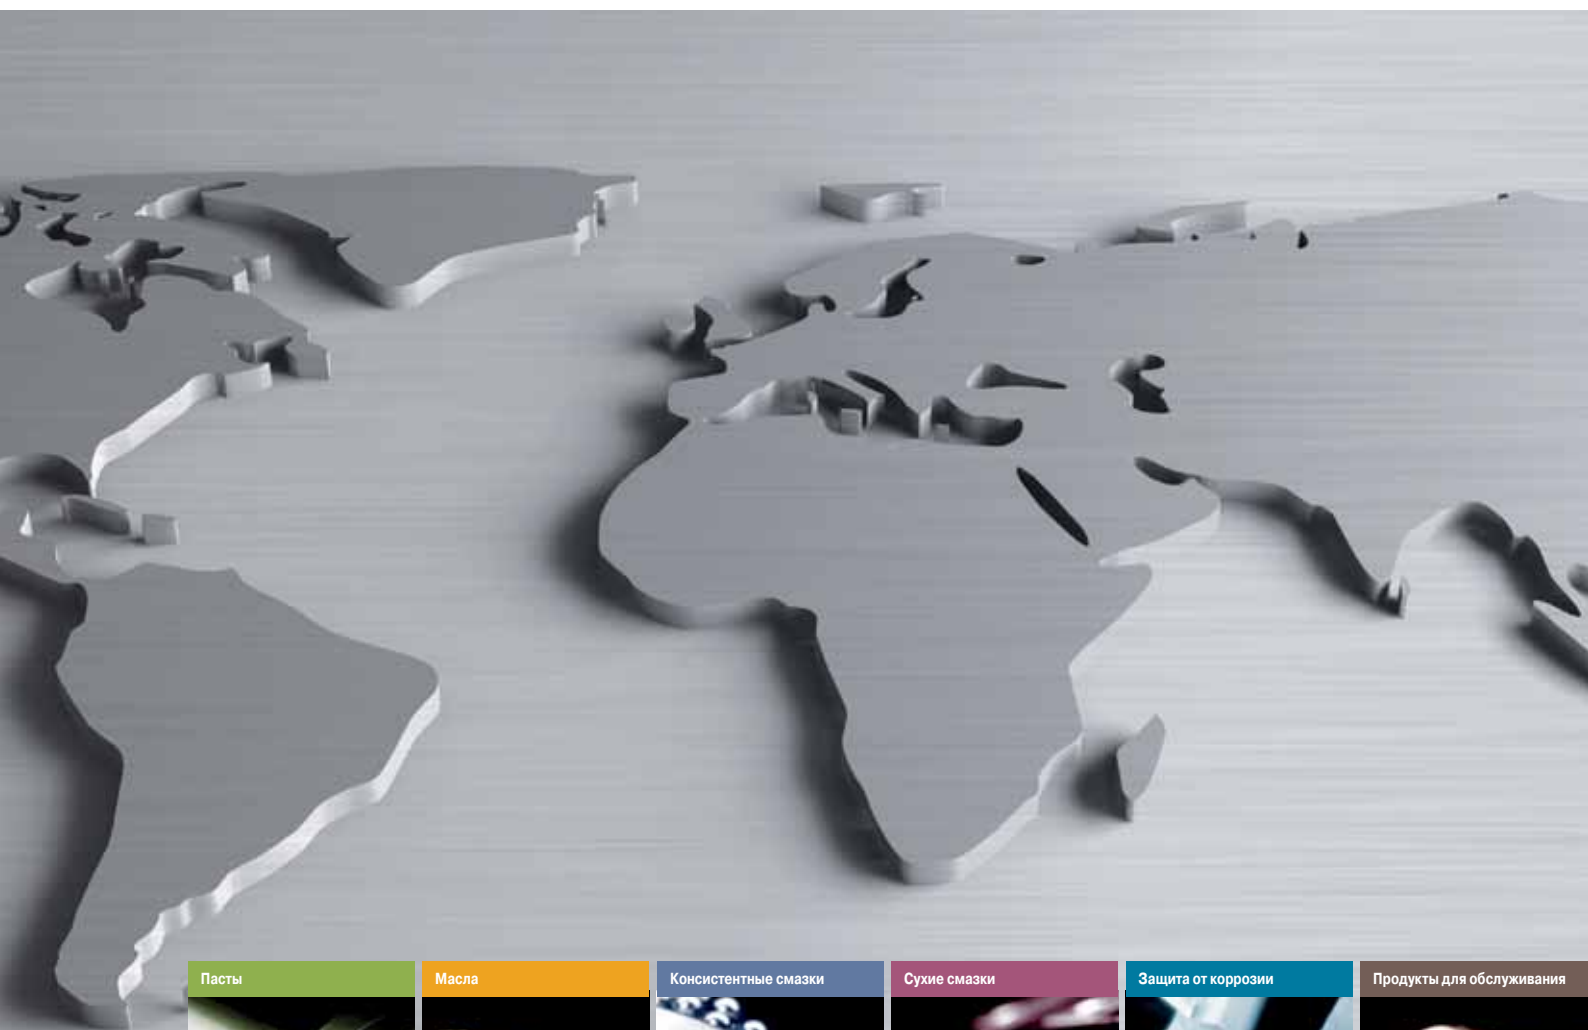 Пасты
Масла
Консистентные смазки
Сухие смазки
Защита от коррозии
Продукты для обслуживания